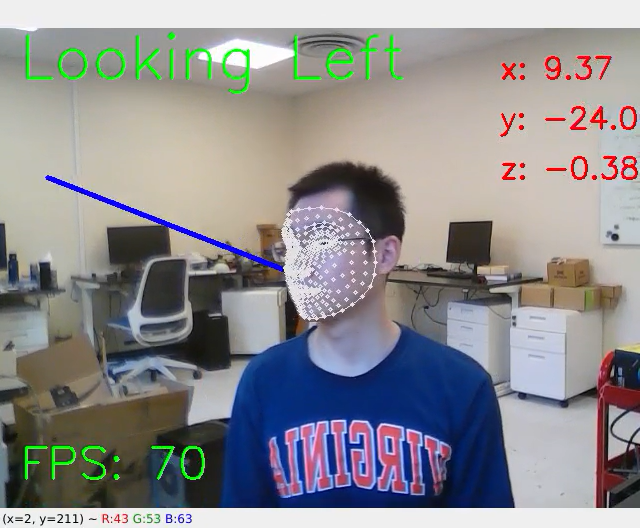 Looking Left
x: 9.37
y: -24.0
z: -0.38
VIRGINIA
FPS: 70
(x=2, y=211) ~ R:43 G:53 B:63